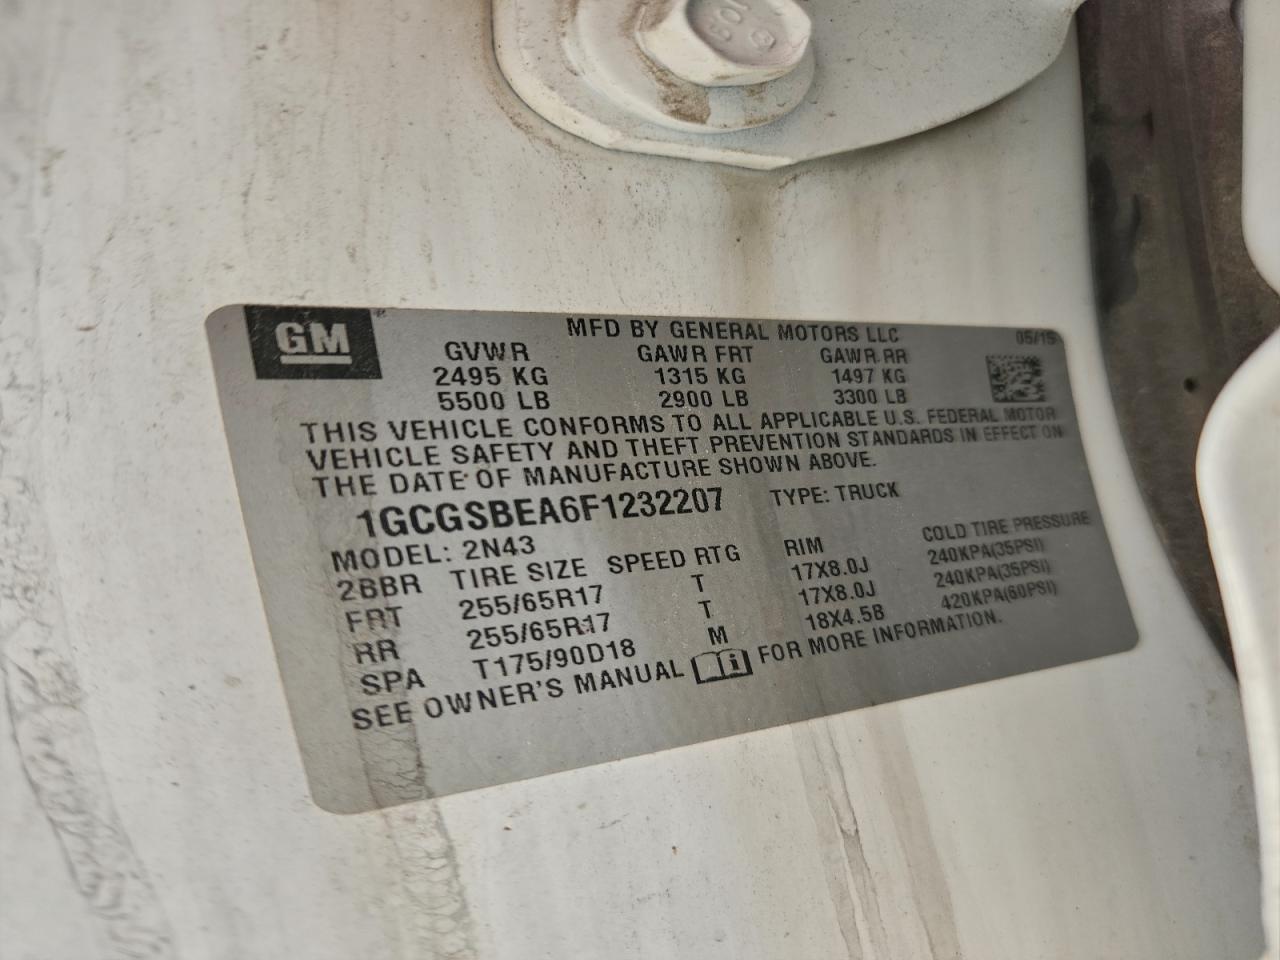 GM
MFD BY GENERAL MOTORS LLC 05/15
GVWR GAWR FRT GAWR RR
2495 KG 1315 KG 1497 KG
5500 LB 2900 LB 3300 LB
THIS VEHICLE CONFORMS TO ALL APPLICABLE U.S. FEDERAL MOTOR
VEHICLE SAFETY AND THEFT PREVENTION STANDARDS IN EFFECT ON
THE DATE OF MANUFACTURE SHOWN ABOVE.
1GCGSBEA6F1232207 TYPE: TRUCK
MODEL: 2N43
2BBR TIRE SIZE SPEED RTG RIM COLD TIRE PRESSURE
FRT 255/65R17 T 17X8.0J 240KPA(35PSI)
RR 255/65R17 T 17X8.0J 240KPA(35PSI)
SPA T175/90D18 M 18X4.5B 420KPA(60PSI)
SEE OWNER'S MANUAL i FOR MORE INFORMATION.